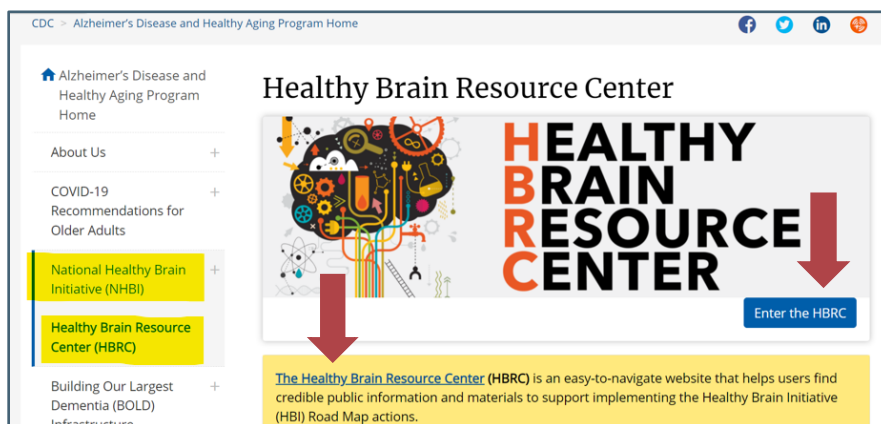 CDC > Alzheimer's Disease and Healthy Aging Program Home
Alzheimer's Disease and
Healthy Aging Program
Home
About Us
COVID-19
Recommendations for
Older Adults
National Healthy Brain
Initiative (NHBI)
Healthy Brain Resource
Center (HBRC)
Building Our Largest
Dementia (BOLD)
Infrastructure
Healthy Brain Resource Center
HEALTHY
BRAIN
RESOURCE
CENTER
Enter the HBRC
The Healthy Brain Resource Center (HBRC) is an easy-to-navigate website that helps users find
credible public information and materials to support implementing the Healthy Brain Initiative
(HBI) Road Map actions.